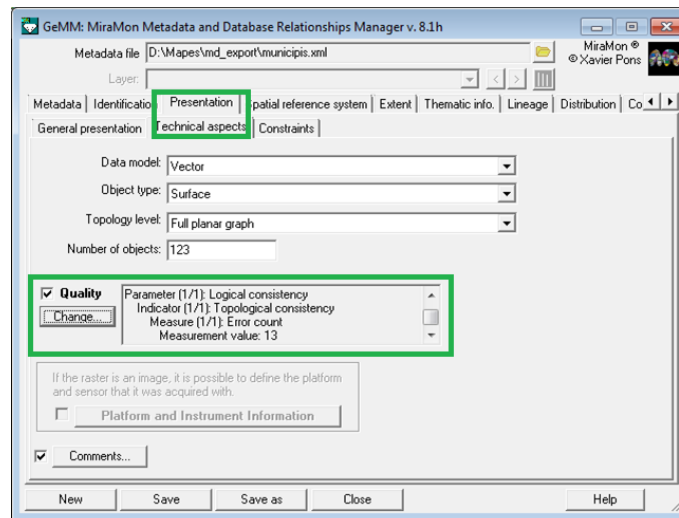 GeMM: MiraMon Metadata and Database Relationships Manager v. 8.1h
Metadata file D:\Mapes\md_export\municipis.xml
MiraMon ®
© Xavier Pons
Layer:
Metadata Identification Presentation Spatial reference system Extent Thematic info. Lineage Distribution Co
General presentation Technical aspects Constraints
Data model: Vector
Object type: Surface
Topology level: Full planar graph
Number of objects: 123
Quality
Change...
Parameter (1/1): Logical consistency
Indicator (1/1): Topological consistency
Measure (1/1): Error count
Measurement value: 13
If the raster is an image, it is possible to define the platform
and sensor that it was acquired with.
Platform and Instrument Information
Comments...
New Save Save as Close Help